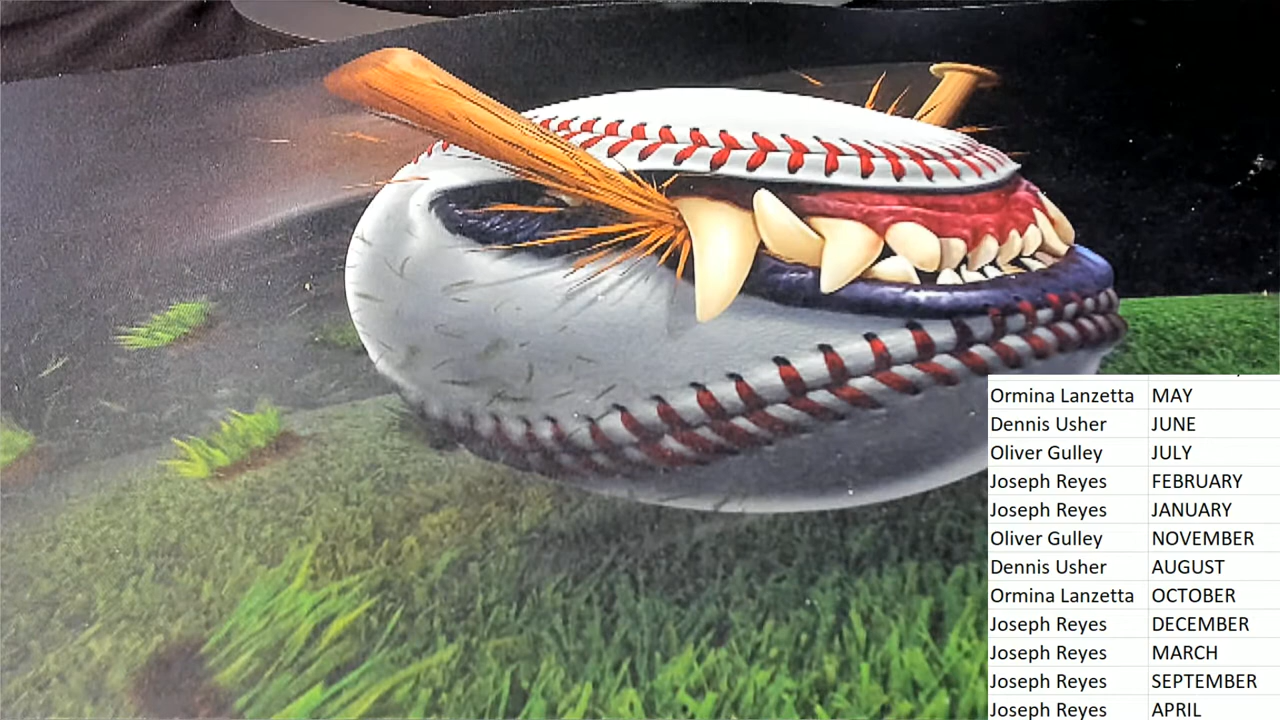 Ormina Lanzetta MAY
Dennis Usher JUNE
Oliver Gulley JULY
Joseph Reyes FEBRUARY
Joseph Reyes JANUARY
Oliver Gulley NOVEMBER
Dennis Usher AUGUST
Ormina Lanzetta OCTOBER
Joseph Reyes DECEMBER
Joseph Reyes MARCH
Joseph Reyes SEPTEMBER
Joseph Reyes APRIL